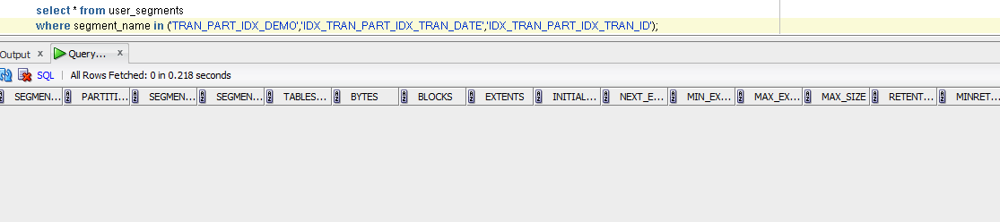 select * from user_segments
where segment_name in ('TRAN_PART_IDX_DEMO','IDX_TRAN_PART_IDX_TRAN_DATE','IDX_TRAN_PART_IDX_TRAN_ID');
Output x Query... x
SQL | All Rows Fetched: 0 in 0.218 seconds
SEGMEN... PARTITI... SEGMEN... SEGMEN... TABLES... BYTES BLOCKS EXTENTS INITIAL... NEXT_E... MIN_EX... MAX_EX... MAX_SIZE RETENT... MINRET...